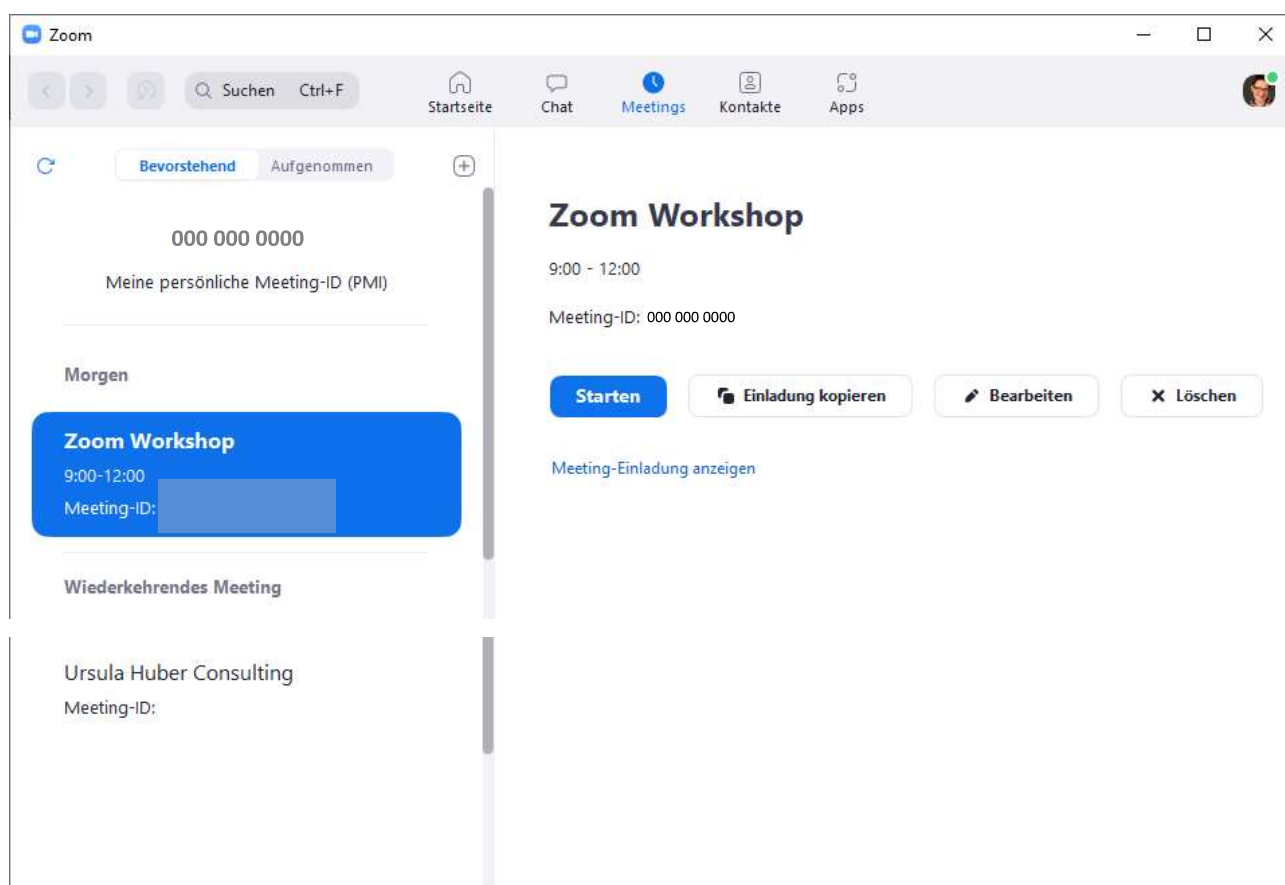 Zoom
Suchen Ctrl+F
Startseite
Chat
Meetings
Kontakte
Apps
Bevorstehend
Aufgenommen
000 000 0000
Meine persönliche Meeting-ID (PMI)
Morgen
Zoom Workshop
9:00-12:00
Meeting-ID:
Wiederkehrendes Meeting
Ursula Huber Consulting
Meeting-ID:
Zoom Workshop
9:00 - 12:00
Meeting-ID: 000 000 0000
Starten
Einladung kopieren
Bearbeiten
Löschen
Meeting-Einladung anzeigen